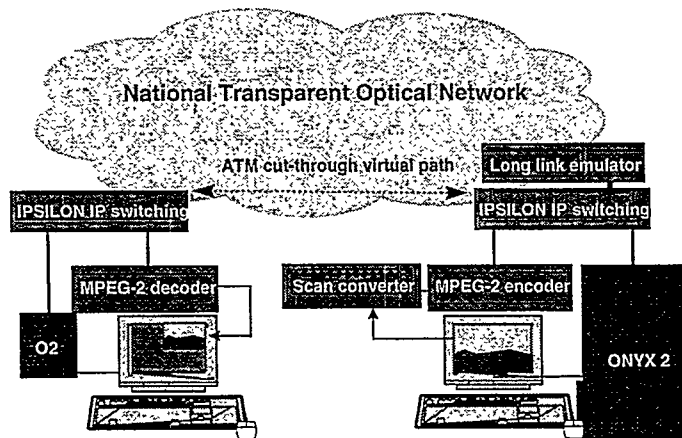 National Transparent Optical Network
ATM cut-through virtual path
Long link emulator
IPSILON IP switching
IPSILON IP switching
MPEG-2 decoder
Scan converter
MPEG-2 encoder
O2
ONYX 2